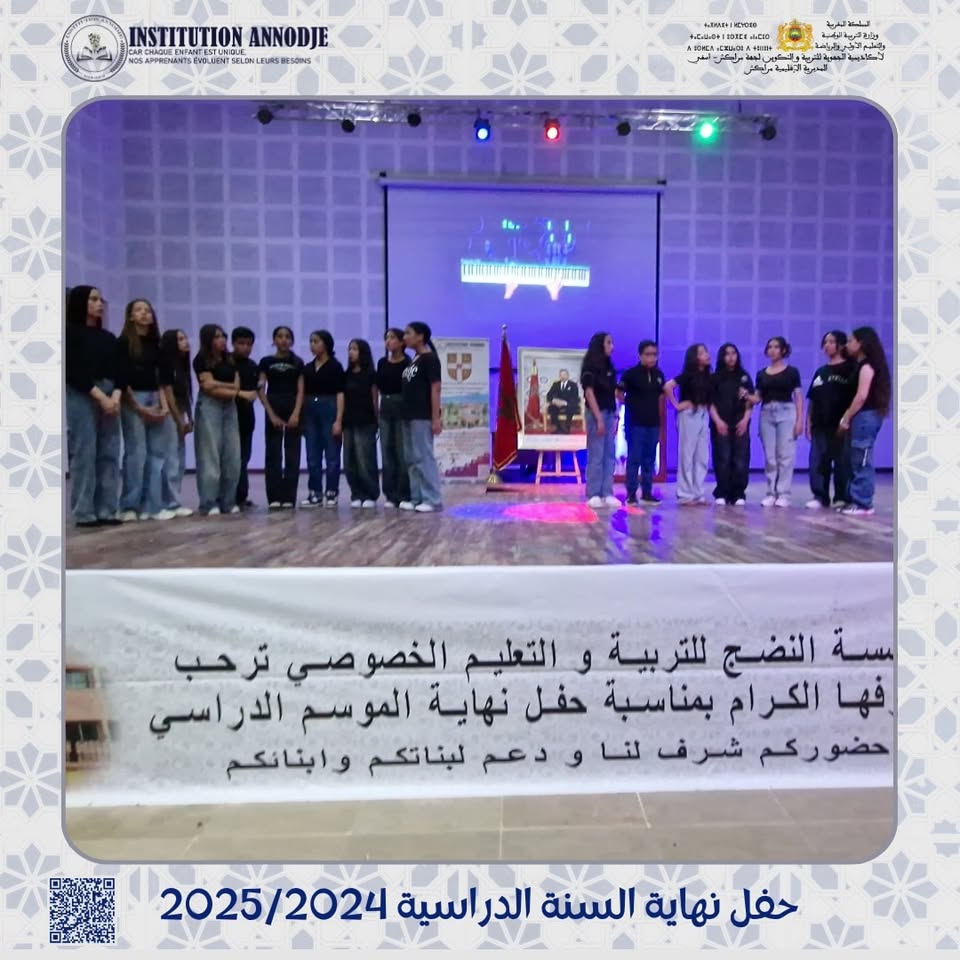 INSTITUTION ANNODJE
CAR CHAQUE ENFANT EST UNIQUE,
NOS APPRENANTS ÉVOLUENT SELON LEURS BESOINS
المملكة المغربية
وزارة التربية الوطنية
والتعليم الأولي والرياضة
الأكاديمية الجهوية للتربية والتكوين لجهة مراكش - آسفي
المديرية الإقليمية مراكش
سسة النضج للتربية و التعليم الخصوصي ترحب
فها الكرام بمناسبة حفل نهاية الموسم الدراسي
حضوركم شرف لنا و دعم لبناتكم وابنائكم
حفل نهاية السنة الدراسية 2025/2024